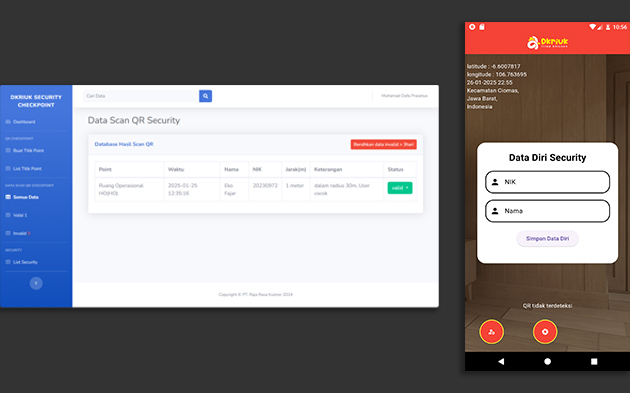 DKRIUK SECURITY
CHECKPOINT
Dashboard
QR CHECKPOINT
Buat Titik Point
List Titik Point
DATA SCAN QR CHECKPOINT
Semua Data
Valid 1
Invalid
SECURITY
List Security
Cari Data
Data Scan QR Security
Database Hasil Scan QR
Bersihkan data invalid > 3hari
Point Waktu Nama NIK Jarak(m) Keterangan Status
Ruang Operasional 2025-01-25 Eko 20230972 1 meter dalam radius 30m. User valid
HO(HO) 13:35:16 Fajar cocok
Copyright © PT. Raja Rasa Kuliner 2024
10:56
Dkriuk
FRIED CHICKEN
latitude : -6.6007817
longitude : 106.763695
26-01-2025 22:55
Kecamatan Ciomas,
Jawa Barat,
Indonesia
Data Diri Security
NIK
Nama
Simpan Data Diri
QR tidak terdeteksi.